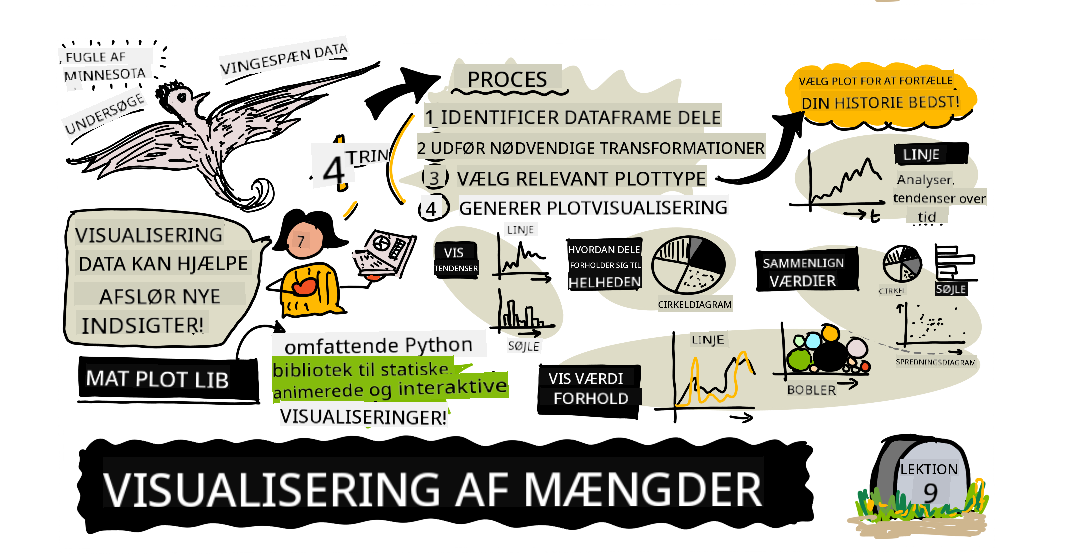 FUGLE AF
MINNESOTA
VINGESPÆN DATA
UNDERSØGE
4 TRIN
PROCES
1 IDENTIFICER DATAFRAME DELE
2 UDFØR NØDVENDIGE TRANSFORMATIONER
3 VÆLG RELEVANT PLOTTYPE
4 GENERER PLOTVISUALISERING
VÆLG PLOT FOR AT FORTÆLLE
DIN HISTORIE BEDST!
LINJE
Analyser,
tendenser over
tid
t
VISUALISERING
DATA KAN HJÆLPE
AFSLØR NYE
INDSIGTER!
7
VIS
TENDENSER
LINJE
SØJLE
HVORDAN DELE
FORHOLDER SIG TIL
HELHEDEN
CIRKELDIAGRAM
SAMMENLIGN
VÆRDIER
CIRKEL
SØJLE
SPREDNINGSDIAGRAM
MAT PLOT LIB
omfattende Python
bibliotek til statiske,
animerede og interaktive
VISUALISERINGER!
VIS VÆRDI
FORHOLD
LINJE
BOBLER
VISUALISERING AF MÆNGDER
LEKTION
9